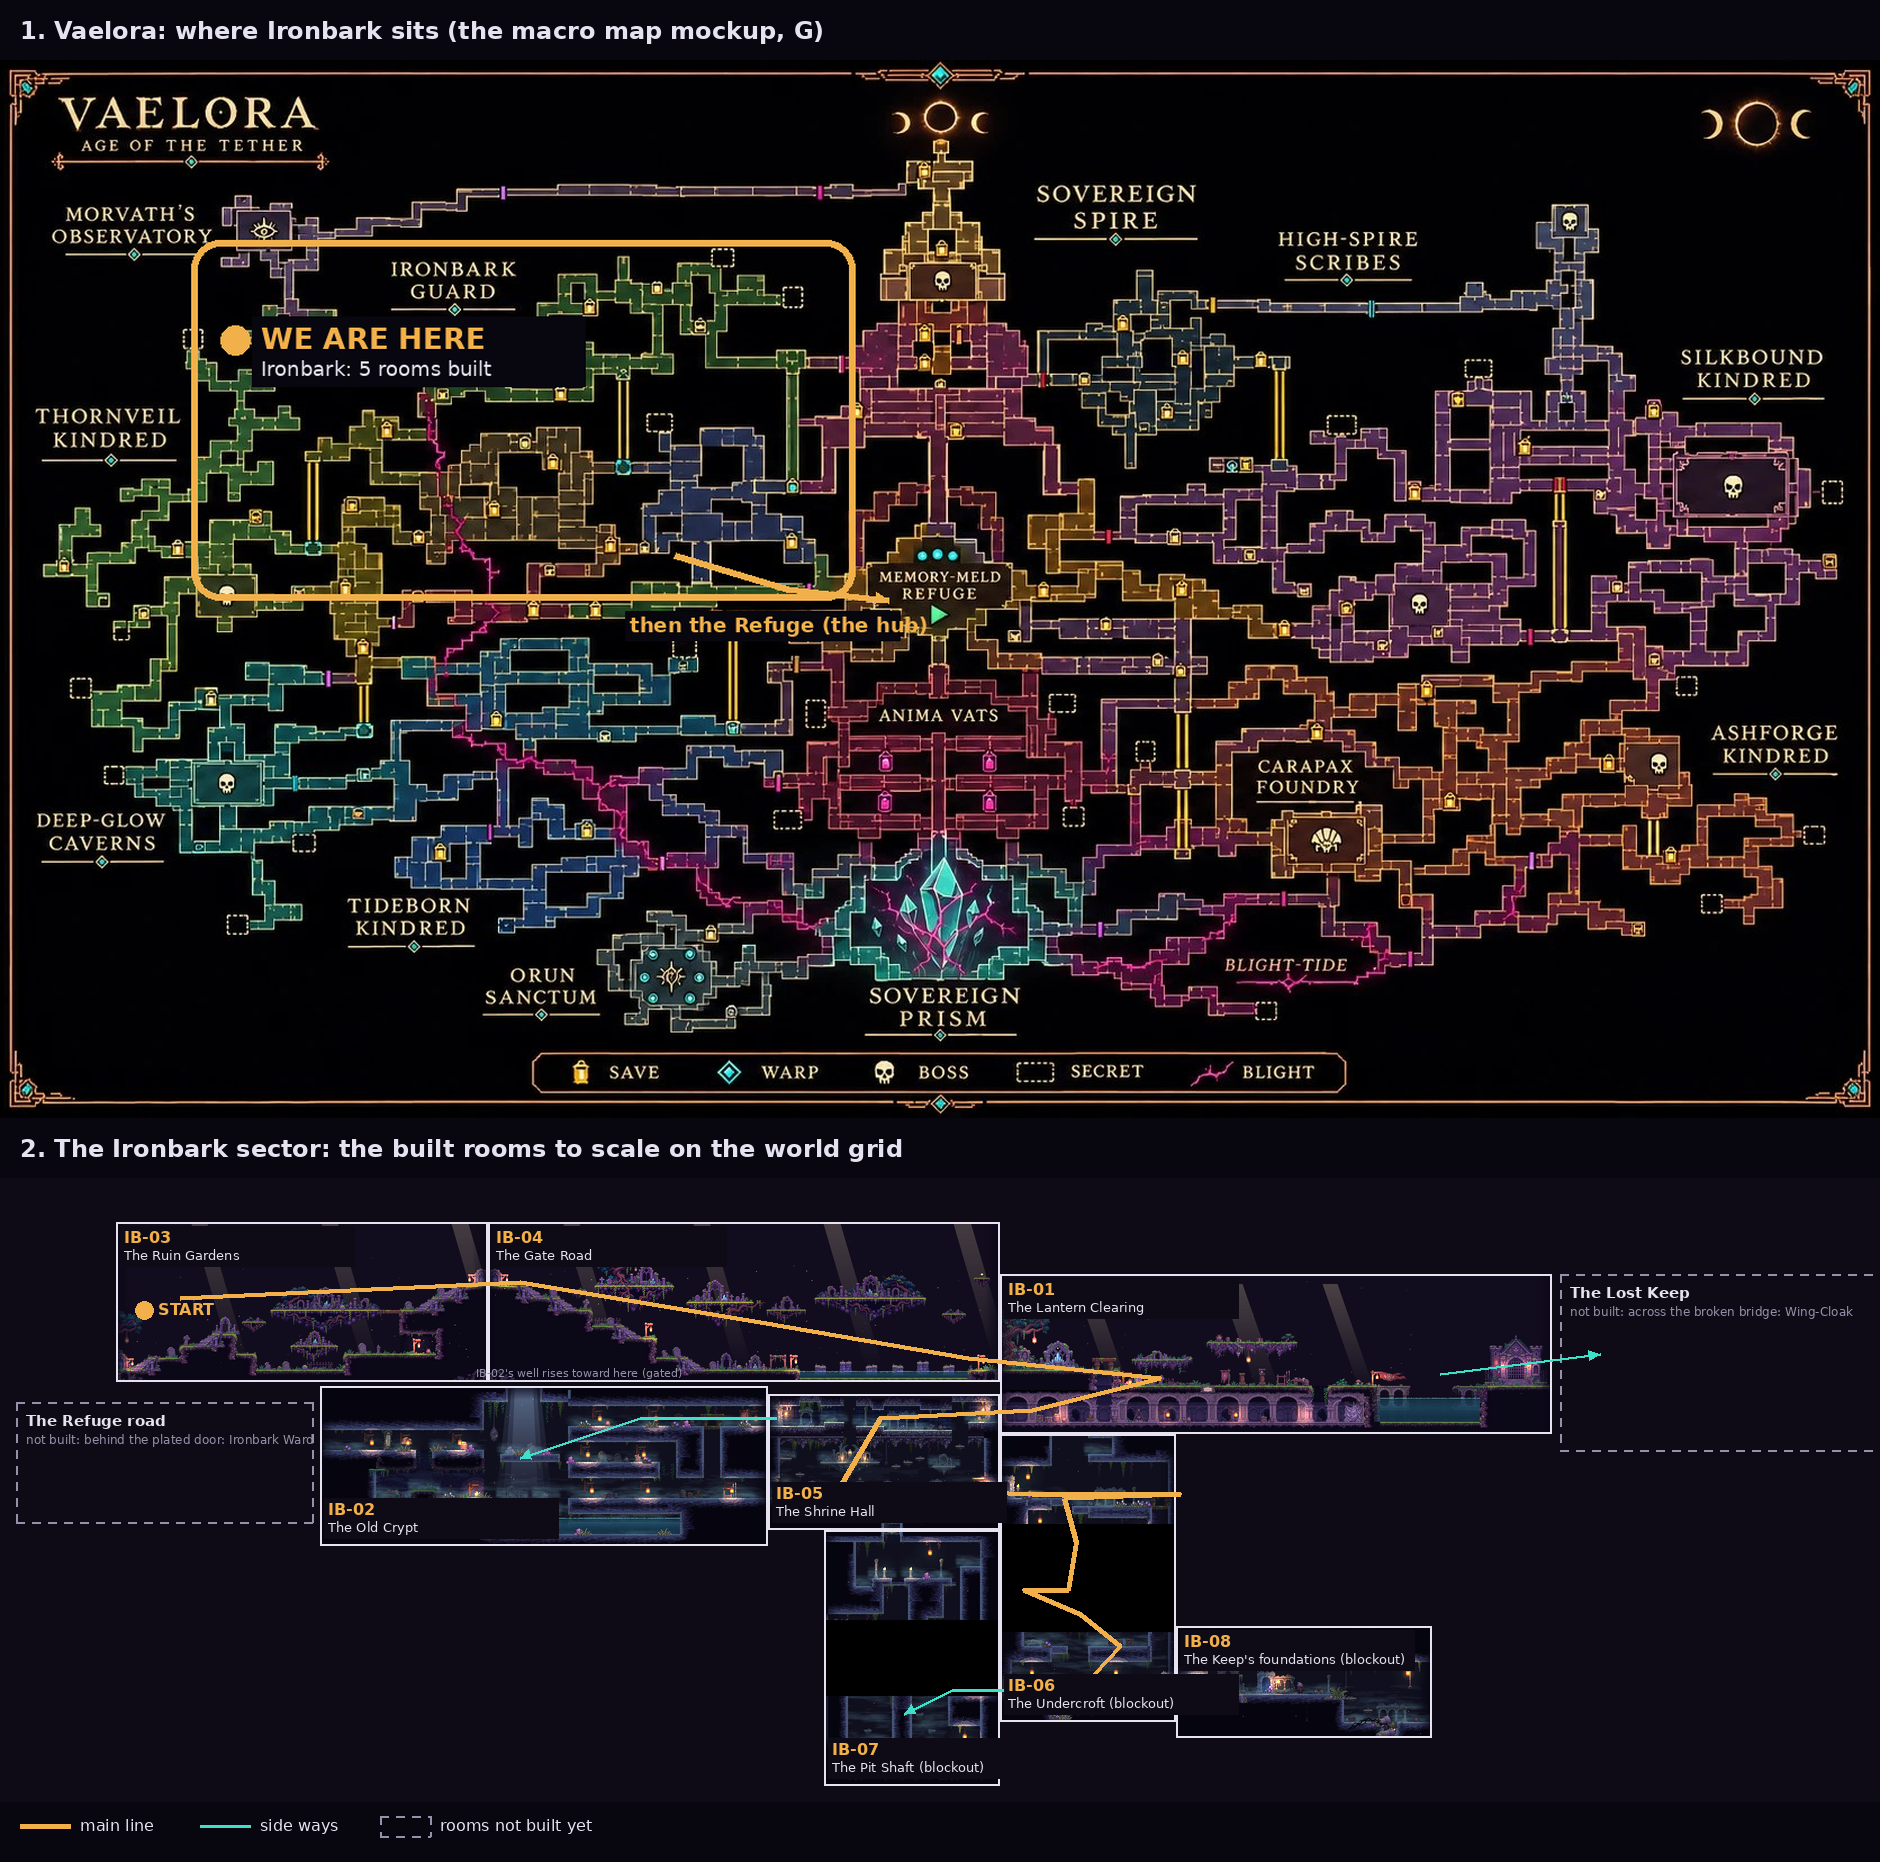 1. Vaelora: where Ironbark sits (the macro map mockup, G)
VAELORA
AGE OF THE TETHER
MORVATH'S
OBSERVATORY
IRONBARK
GUARD
SOVEREIGN
SPIRE
HIGH-SPIRE
SCRIBES
WE ARE HERE
Ironbark: 5 rooms built
SILKBOUND
KINDRED
THORNVEIL
KINDRED
MEMORY-MELD
REFUGE
then the Refuge (the hub)
ANIMA VATS
ASHFORGE
KINDRED
CARAPAX
FOUNDRY
DEEP-GLOW
CAVERNS
TIDEBORN
KINDRED
ORUN
SANCTUM
BLIGHT-TIDE
SOVEREIGN
PRISM
SAVE
WARP
BOSS
SECRET
BLIGHT
2. The Ironbark sector: the built rooms to scale on the world grid
IB-03
The Ruin Gardens
START
IB-04
The Gate Road
IB-02's well rises toward here (gated)
IB-01
The Lantern Clearing
The Lost Keep
not built: across the broken bridge: Wing-Cloak
The Refuge road
not built: behind the plated door: Ironbark Ward
IB-02
The Old Crypt
IB-05
The Shrine Hall
IB-08
The Keep's foundations (blockout)
IB-06
The Undercroft (blockout)
IB-07
The Pit Shaft (blockout)
main line
side ways
rooms not built yet